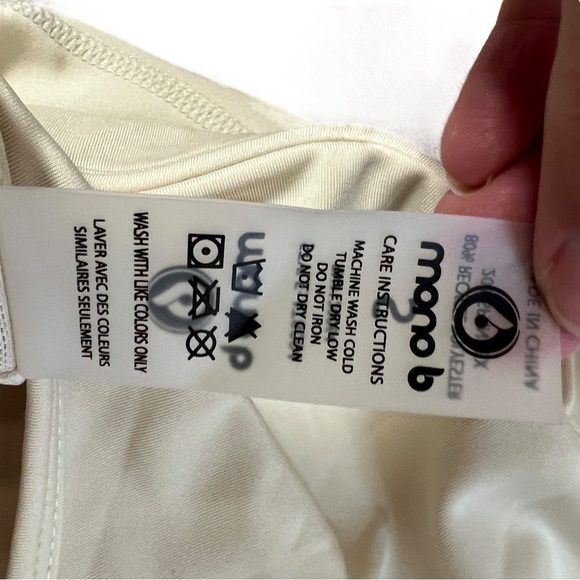 mono b
CARE INSTRUCTIONS
MACHINE WASH COLD
TUMBLE DRY LOW
DO NOT IRON
DO NOT DRY CLEAN
WASH WITH LIKE COLORS ONLY
LAVER AVEC DES COLEURS
SIMILAIRES SEULEMENT